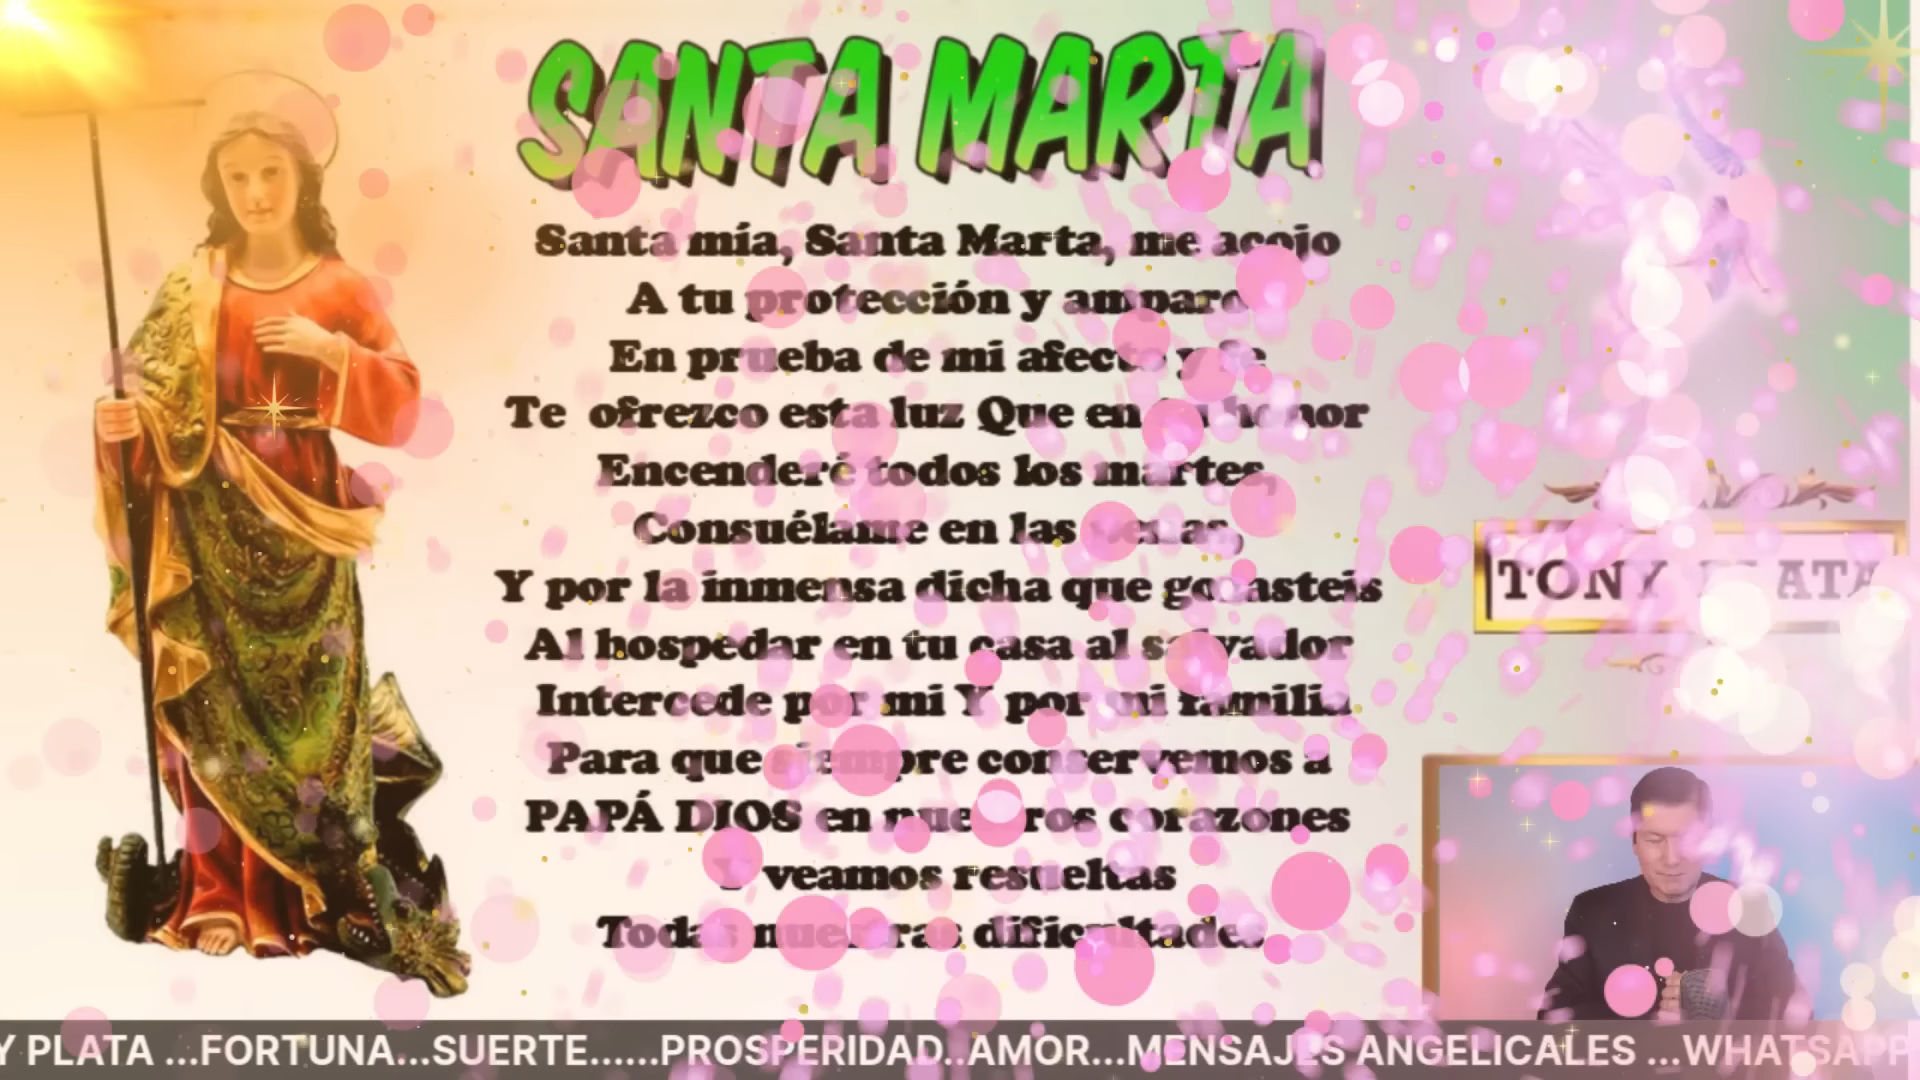 SANTA MARTA
Santa mía, Santa Marta, me acojo
A tu protección y amparo
En prueba de mi afecto y fe
Te ofrezco esta luz Que en tu honor
Encenderé todos los martes,
Consuélame en las penas,
Y por la inmensa dicha que gozasteis
Al hospedar en tu casa al salvador
Intercede por mi Y por mi familia
Para que siempre conservemos a
PAPÁ DIOS en nuestros corazones
Y veamos resueltas
Todas nuestras dificultades
TONY PLATA
Y PLATA ...FORTUNA...SUERTE......PROSPERIDAD..AMOR...MENSAJES ANGELICALES ...WHATSAPP